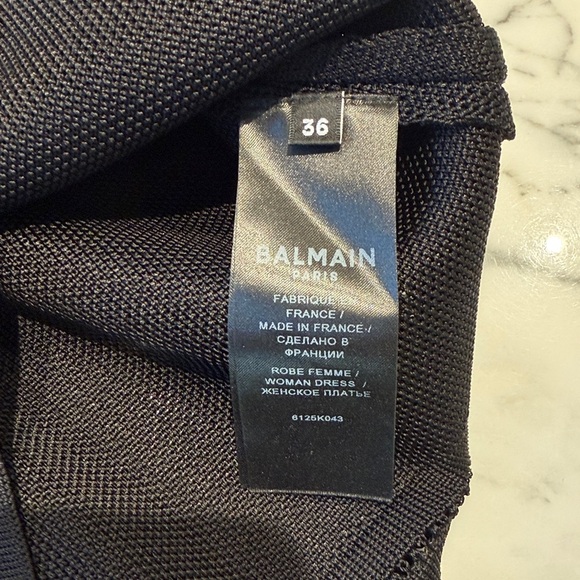 36
BALMAIN
PARIS
FABRIQUE EN
FRANCE /
MADE IN FRANCE /
СДЕЛАНО В
ФРАНЦИИ
ROBE FEMME /
WOMAN DRESS /
ЖЕНСКОЕ ПЛАТЬЕ
6125K043